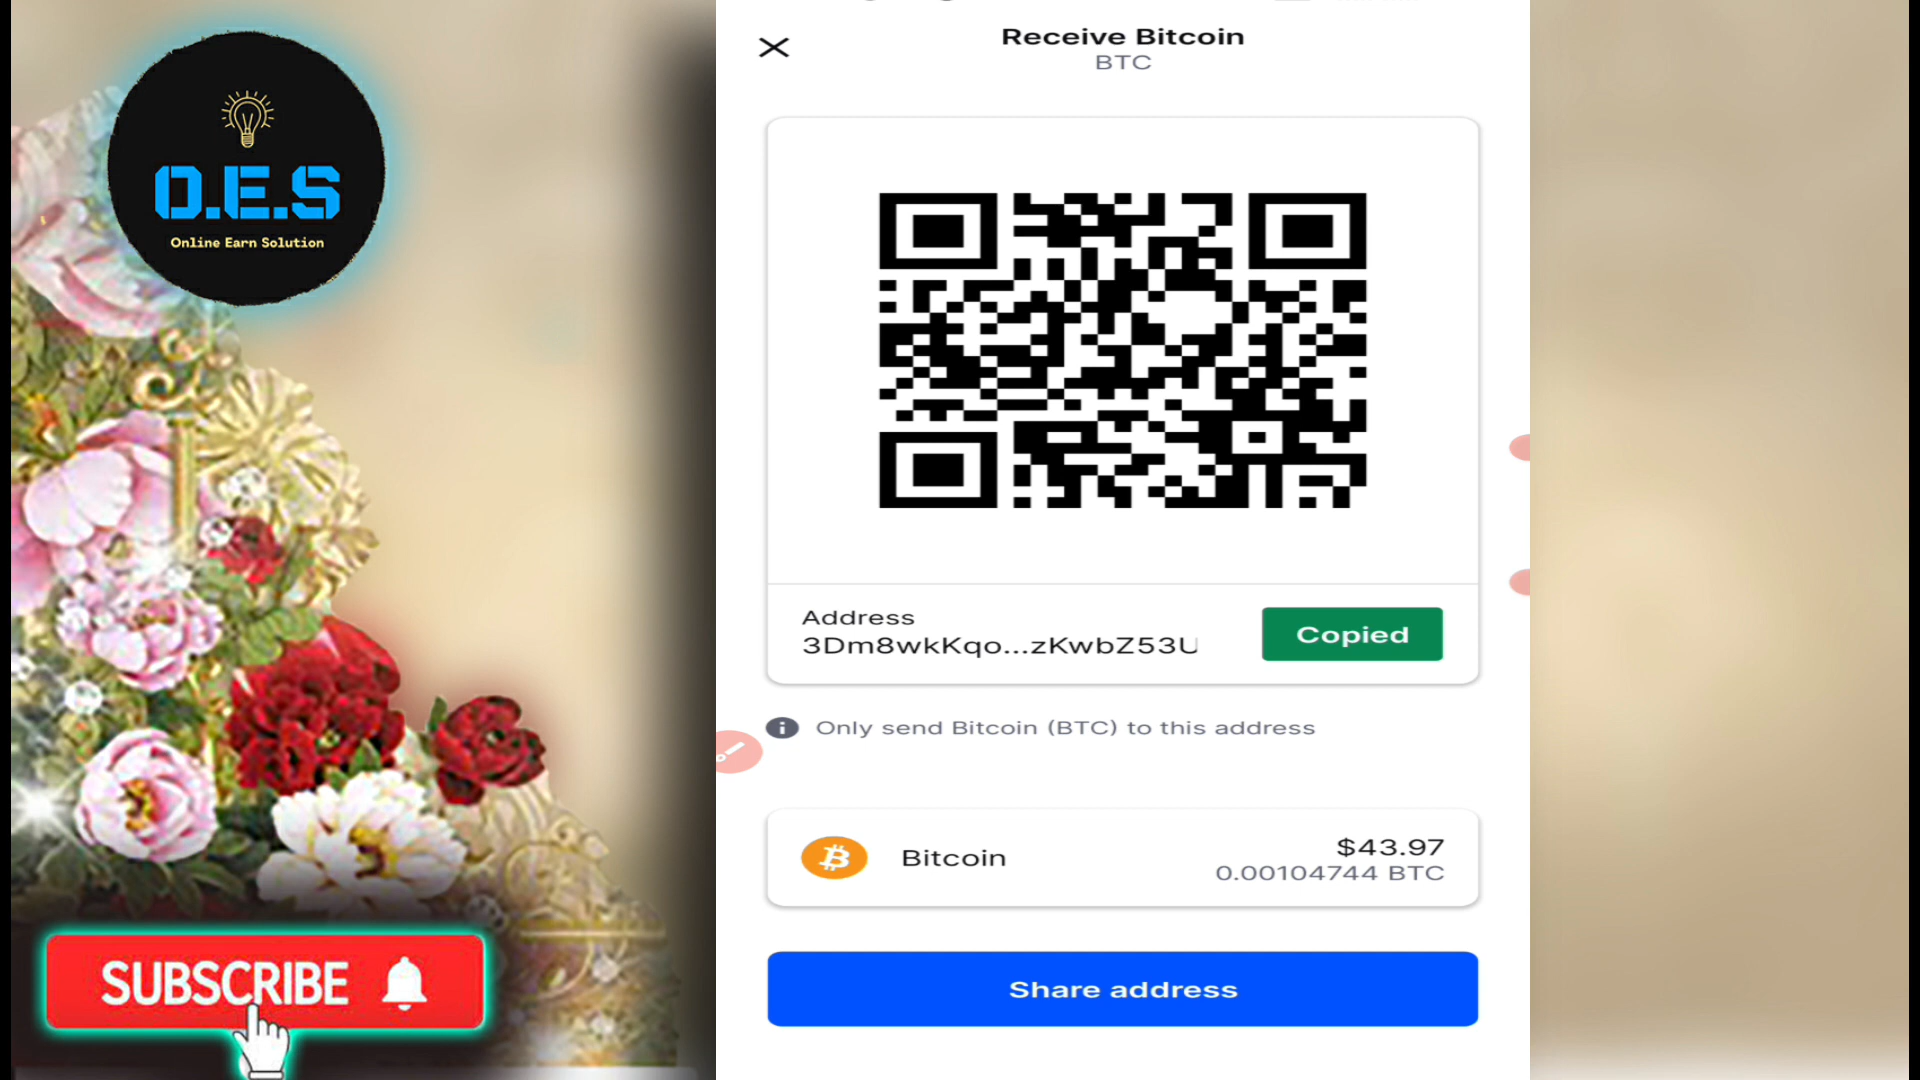 O.E.S
Online Earn Solution
SUBSCRIBE
Receive Bitcoin
BTC
Address
3Dm8wkKqo...zKwbZ53U
Copied
Only send Bitcoin (BTC) to this address
Bitcoin
$43.97
0.00104744 BTC
Share address